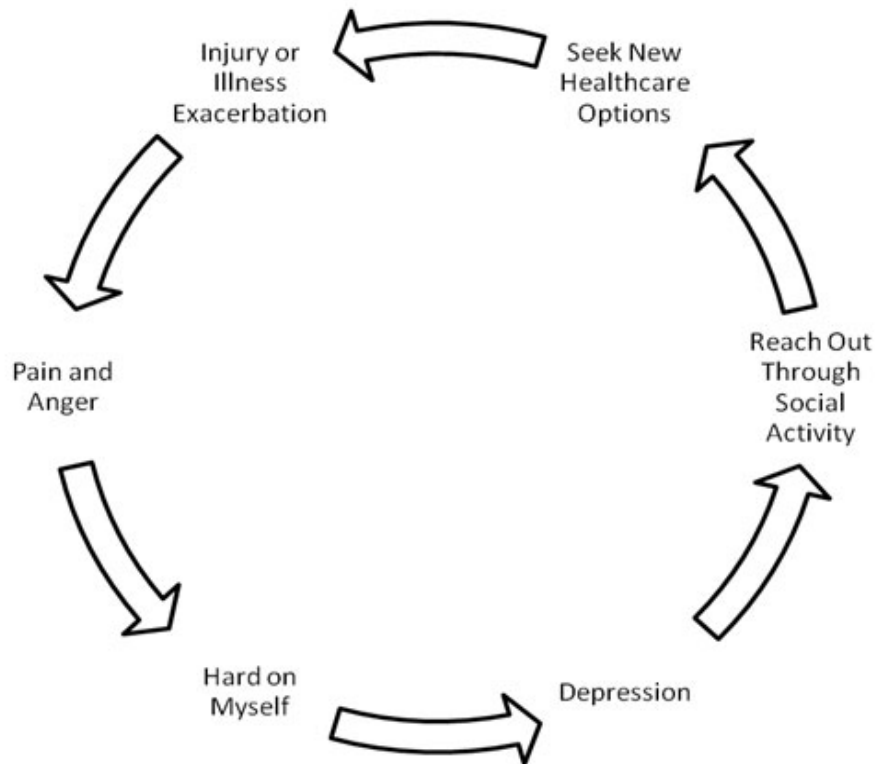 Injury or
Illness
Exacerbation
Seek New
Healthcare
Options
Pain and
Anger
Reach Out
Through
Social
Activity
Hard on
Myself
Depression